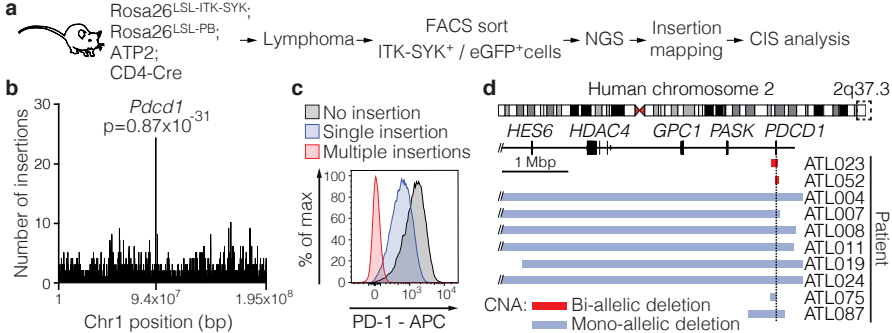 a
Rosa26^LSL-ITK-SYK;
Rosa26^LSL-PB;
ATP2;
CD4-Cre
Lymphoma
FACS sort
ITK-SYK⁺ / eGFP⁺cells
NGS
Insertion
mapping
CIS analysis
b
Number of insertions
30
20
10
0
Pdcd1
p=0.87x10⁻³¹
1
9.4x10⁷
1.95x10⁸
Chr1 position (bp)
c
No insertion
Single insertion
Multiple insertions
% of max
100
80
60
40
20
0
0
10³
10⁴
PD-1 - APC
d
Human chromosome 2
2q37.3
HES6
HDAC4
GPC1
PASK
PDCD1
1 Mbp
ATL023
ATL052
ATL004
ATL007
ATL008
ATL011
ATL019
ATL024
ATL075
ATL087
Patient
CNA:
Bi-allelic deletion
Mono-allelic deletion